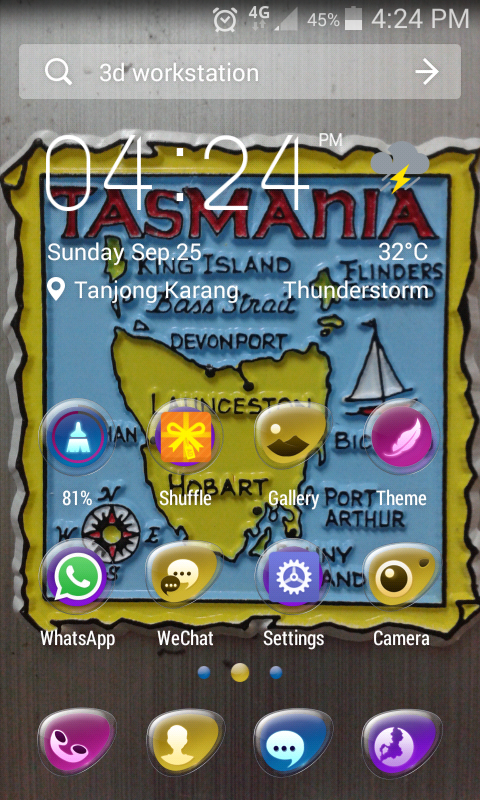 4G 45% 4:24 PM
3d workstation
04:24 PM
TASMANIA
Sunday Sep.25 32°C
KING ISLAND FLINDERS
Tanjong Karang Thunderstorm
Bass Strait
DEVONPORT
LAUNCESTON
BIC
HOBART
81% Shuffle Gallery Theme
N PORT
ARTHUR
W E
S
WhatsApp WeChat Settings Camera